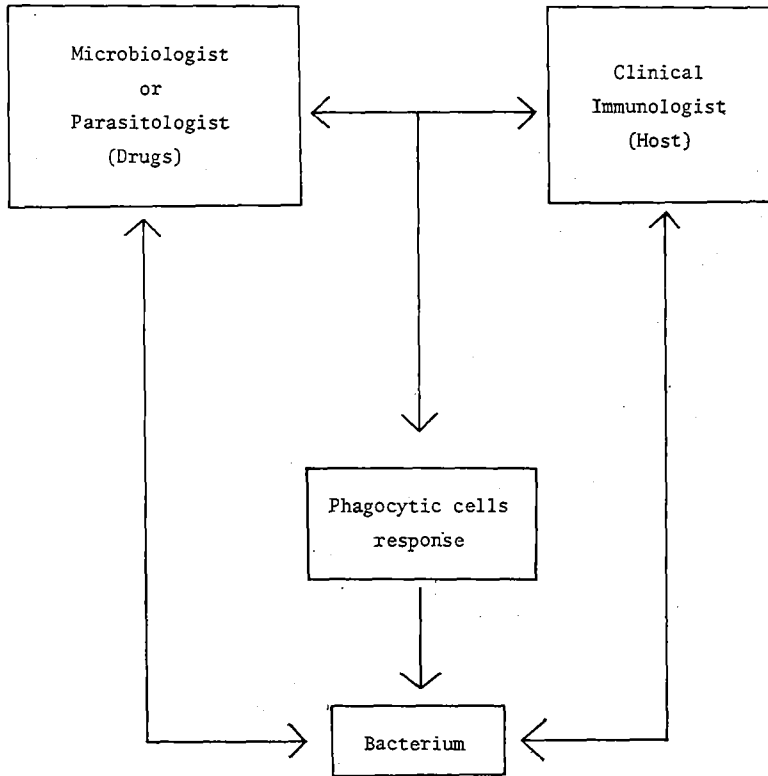 Microbiologist
or
Parasitologist
(Drugs)
Clinical
Immunologist
(Host)
Phagocytic cells
response
Bacterium